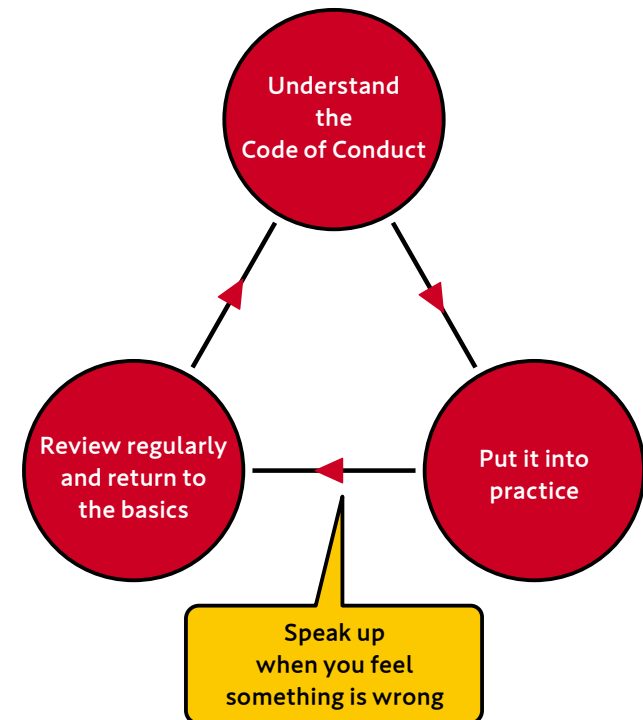 Understand
the
Code of Conduct
Review regularly
and return to
the basics
Put it into
practice
Speak up
when you feel
something is wrong